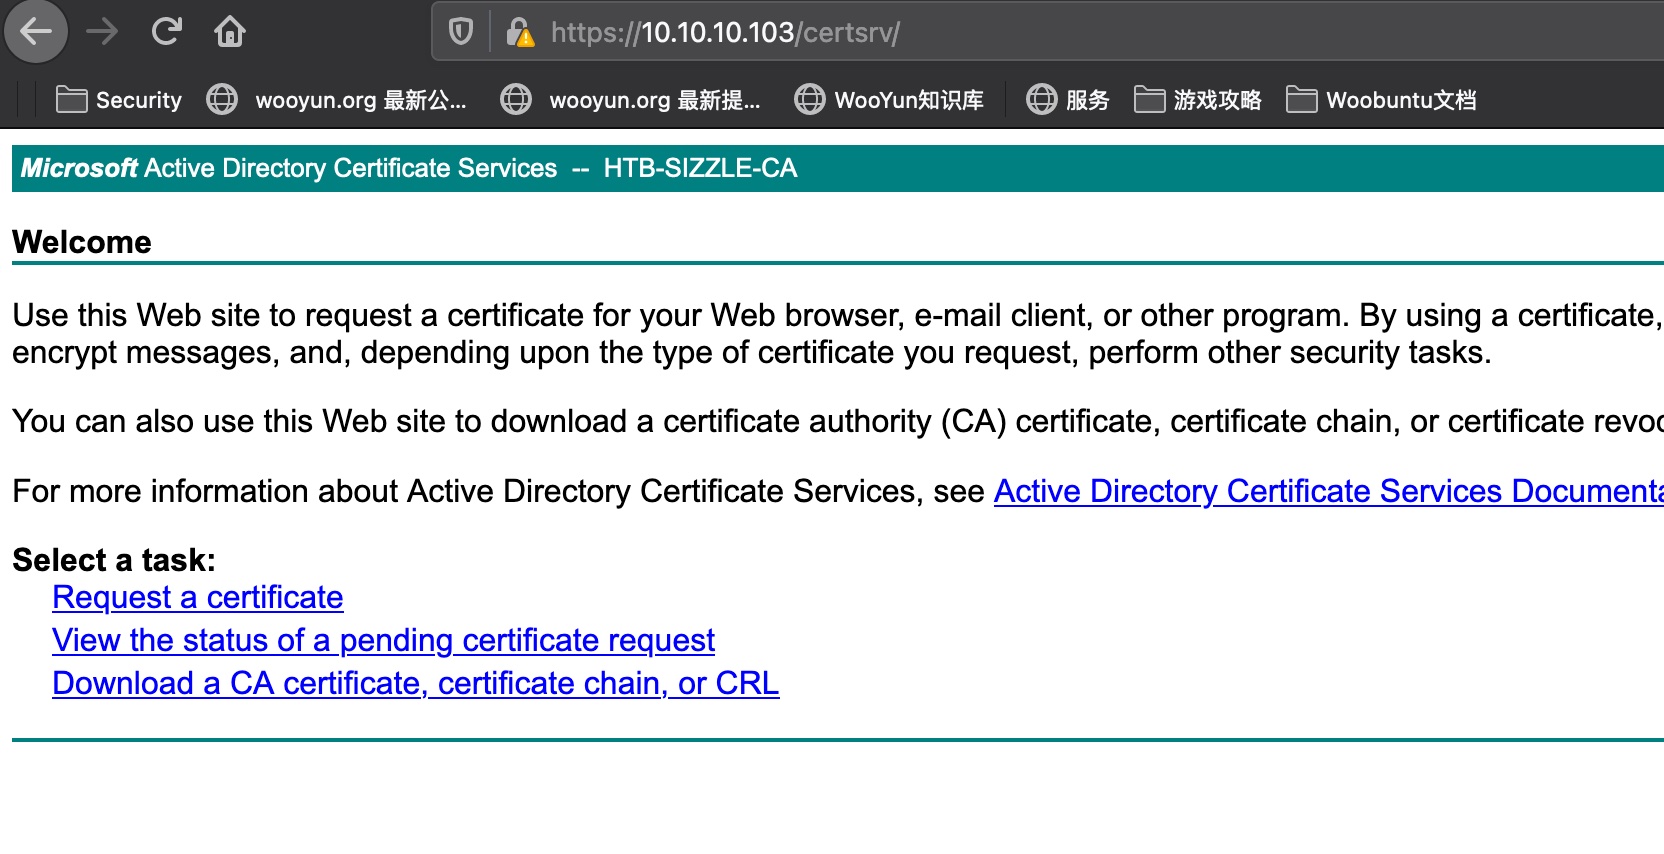 https://10.10.10.103/certsrv/
Security wooyun.org 最新公... wooyun.org 最新提... WooYun知识库 服务 游戏攻略 Woobuntu文档
Microsoft Active Directory Certificate Services -- HTB-SIZZLE-CA
Welcome
Use this Web site to request a certificate for your Web browser, e-mail client, or other program. By using a certificate,
encrypt messages, and, depending upon the type of certificate you request, perform other security tasks.
You can also use this Web site to download a certificate authority (CA) certificate, certificate chain, or certificate revoc
For more information about Active Directory Certificate Services, see Active Directory Certificate Services Documenta
Select a task:
Request a certificate
View the status of a pending certificate request
Download a CA certificate, certificate chain, or CRL